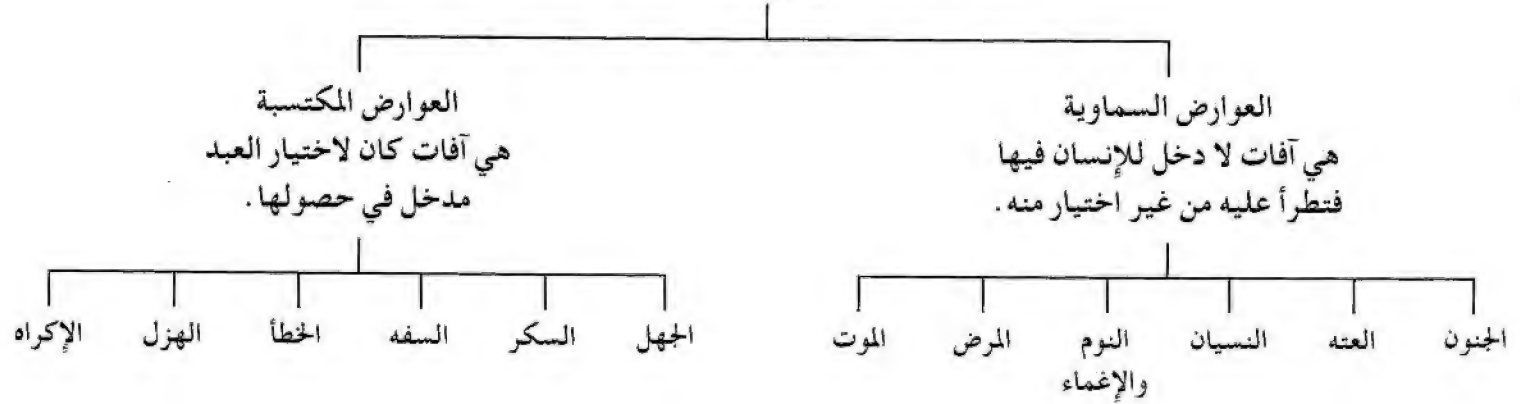 العوارض السماوية
هي آفات لا دخل للإنسان فيها
فتطرأ عليه من غير اختيار منه.
الجنون
العته
النسيان
النوم
والإغماء
المرض
الموت
العوارض المكتسبة
هي آفات كان لاختيار العبد
مدخل في حصولها.
الجهل
السكر
السفه
الخطأ
الهزل
الإكراه